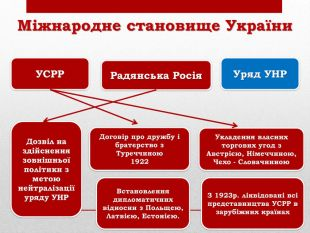 Міжнародне становище України
УСРР
Радянська Росія
Уряд УНР
Дозвіл на
здійснення
зовнішньої
політики з
метою
нейтралізації
уряду УНР
Договір про дружбу і
братерство з
Туреччиною
1922
Укладення власних
торгових угод з
Австрією, Німеччиною,
Чехо - Словаччиною
Встановлення
дипломатичних
відносин з Польщею,
Латвією, Естонією.
З 1923р. ліквідовані всі
представництва УСРР в
зарубіжних країнах